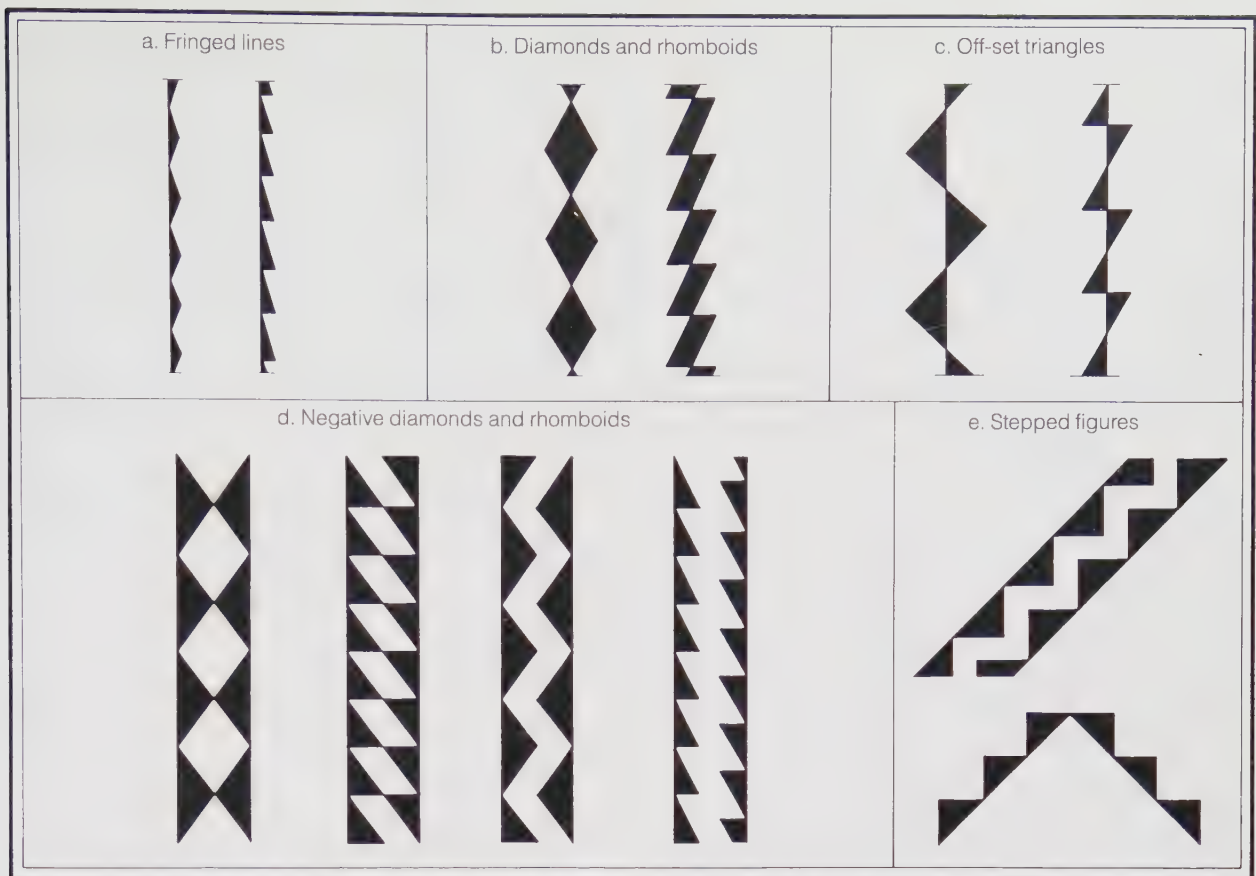 a. Fringed lines
b. Diamonds and rhomboids
c. Off-set triangles
d. Negative diamonds and rhomboids
e. Stepped figures